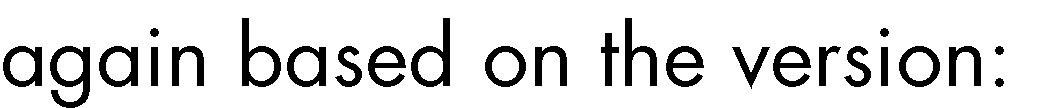 again based on the version: